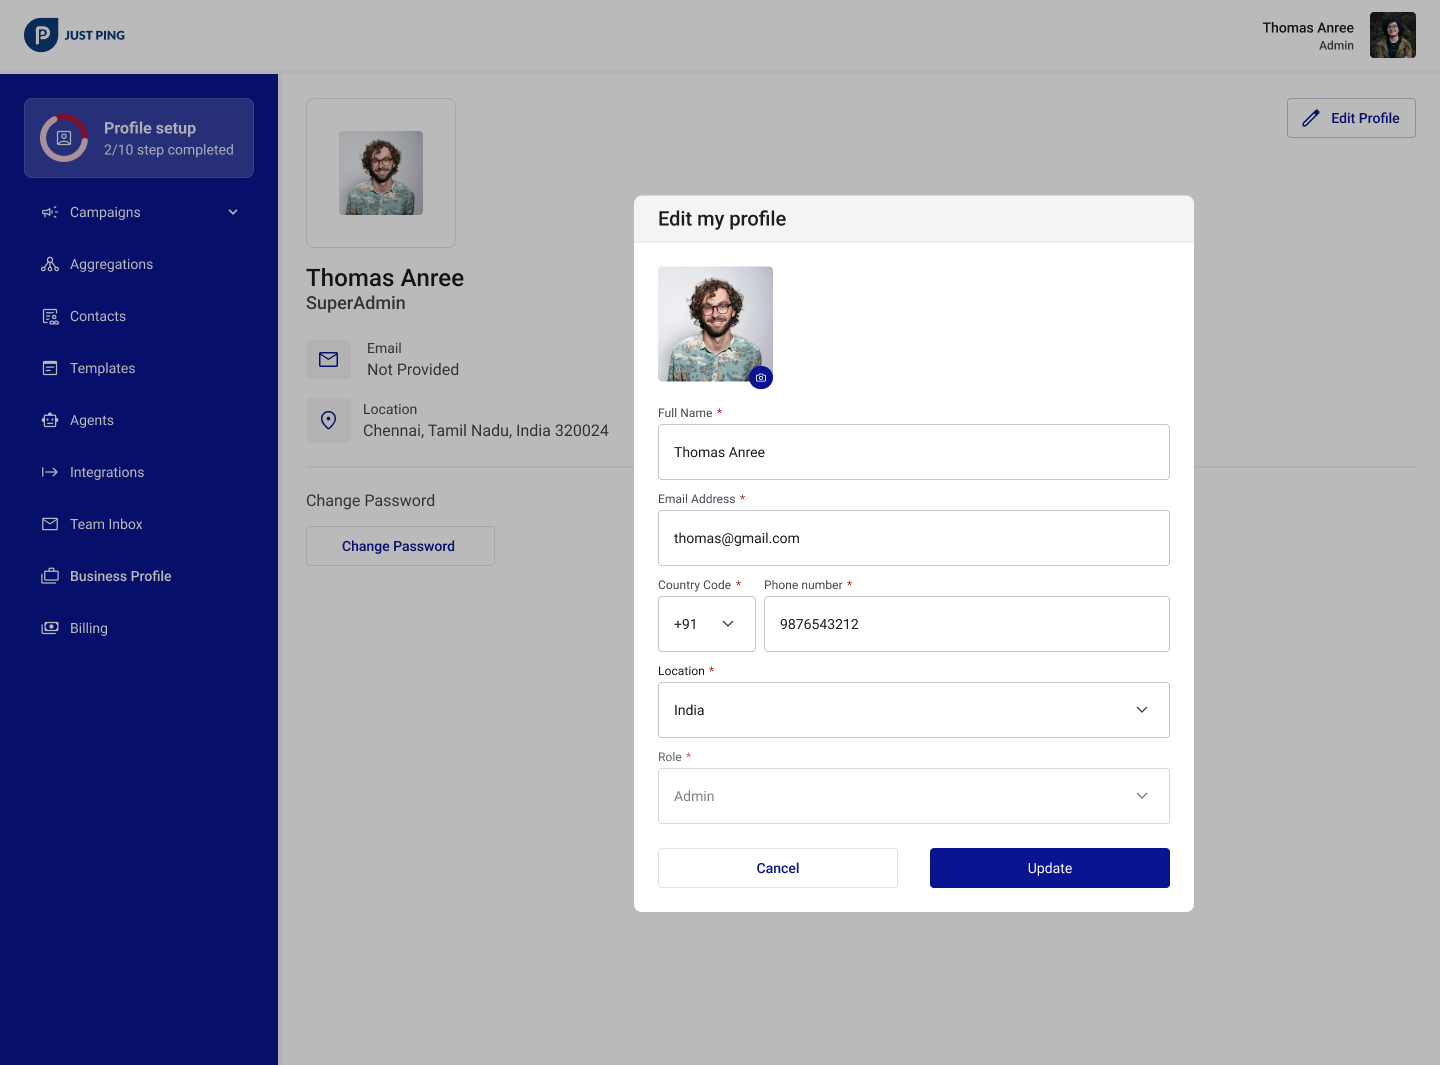 JUST PING
Thomas Anree
Admin
Profile setup
2/10 step completed
Campaigns
Aggregations
Contacts
Templates
Agents
Integrations
Team Inbox
Business Profile
Billing
Edit Profile
Thomas Anree
SuperAdmin
Email
Not Provided
Location
Chennai, Tamil Nadu, India 320024
Change Password
Change Password
Edit my profile
Full Name *
Thomas Anree
Email Address *
thomas@gmail.com
Country Code * Phone number *
+91 9876543212
Location *
India
Role *
Admin
Cancel Update